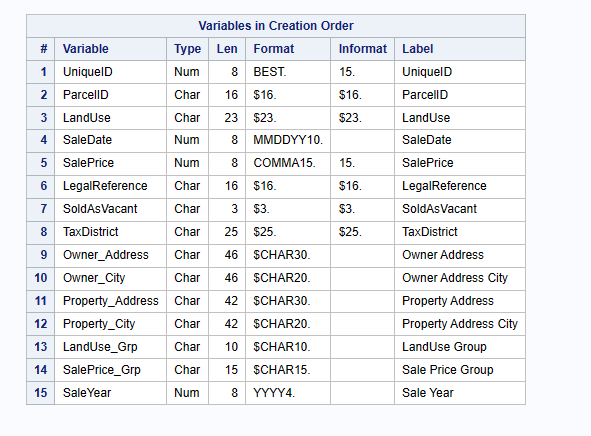 Variables in Creation Order
# Variable Type Len Format Informat Label
1 UniqueID Num 8 BEST. 15. UniqueID
2 ParcelID Char 16 $16. $16. ParcelID
3 LandUse Char 23 $23. $23. LandUse
4 SaleDate Num 8 MMDDYY10. SaleDate
5 SalePrice Num 8 COMMA15. 15. SalePrice
6 LegalReference Char 16 $16. $16. LegalReference
7 SoldAsVacant Char 3 $3. $3. SoldAsVacant
8 TaxDistrict Char 25 $25. $25. TaxDistrict
9 Owner_Address Char 46 $CHAR30. Owner Address
10 Owner_City Char 46 $CHAR20. Owner Address City
11 Property_Address Char 42 $CHAR30. Property Address
12 Property_City Char 42 $CHAR20. Property Address City
13 LandUse_Grp Char 10 $CHAR10. LandUse Group
14 SalePrice_Grp Char 15 $CHAR15. Sale Price Group
15 SaleYear Num 8 YYYY4. Sale Year